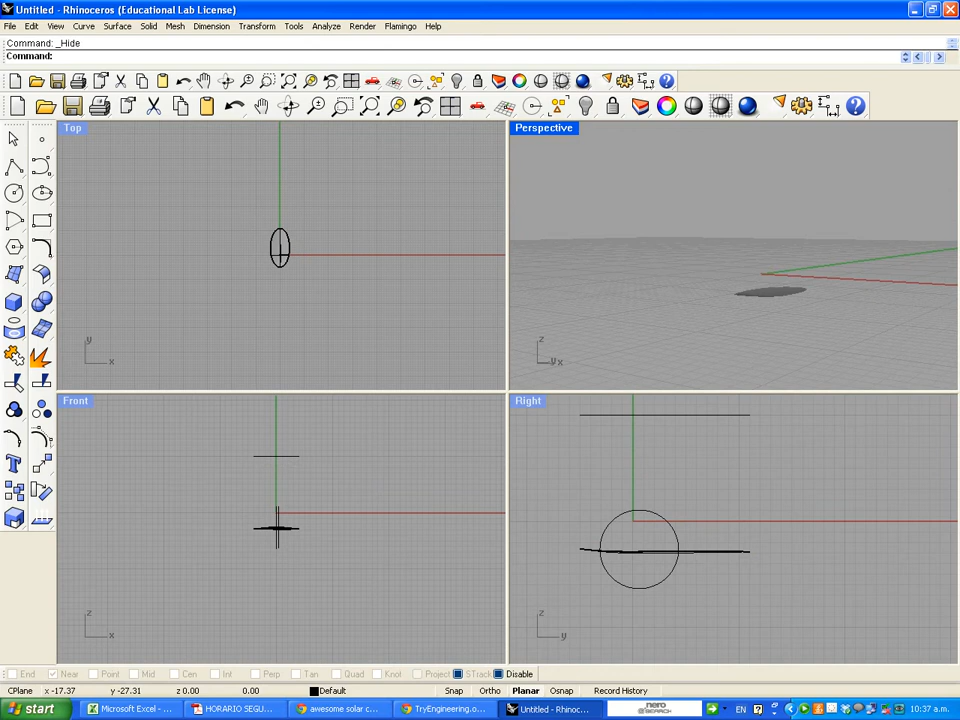 Untitled - Rhinoceros (Educational Lab License)
File Edit View Curve Surface Solid Mesh Dimension Transform Tools Analyze Render Flamingo Help
Command: _Hide
Command:
Top
Perspective
y
x
z
y x
Front
Right
z
x
z
y
End Near Point Mid Cen Int Perp Tan Quad Knot Project STrack Disable
CPlane x -17.37 y -27.31 z 0.00 0.00 Default Snap Ortho Planar Osnap Record History
start Microsoft Excel - ... HORARIO SEGU... awesome solar c... TryEngineering.o... Untitled - Rhinoc... nero SEARCH EN 10:37 a.m.